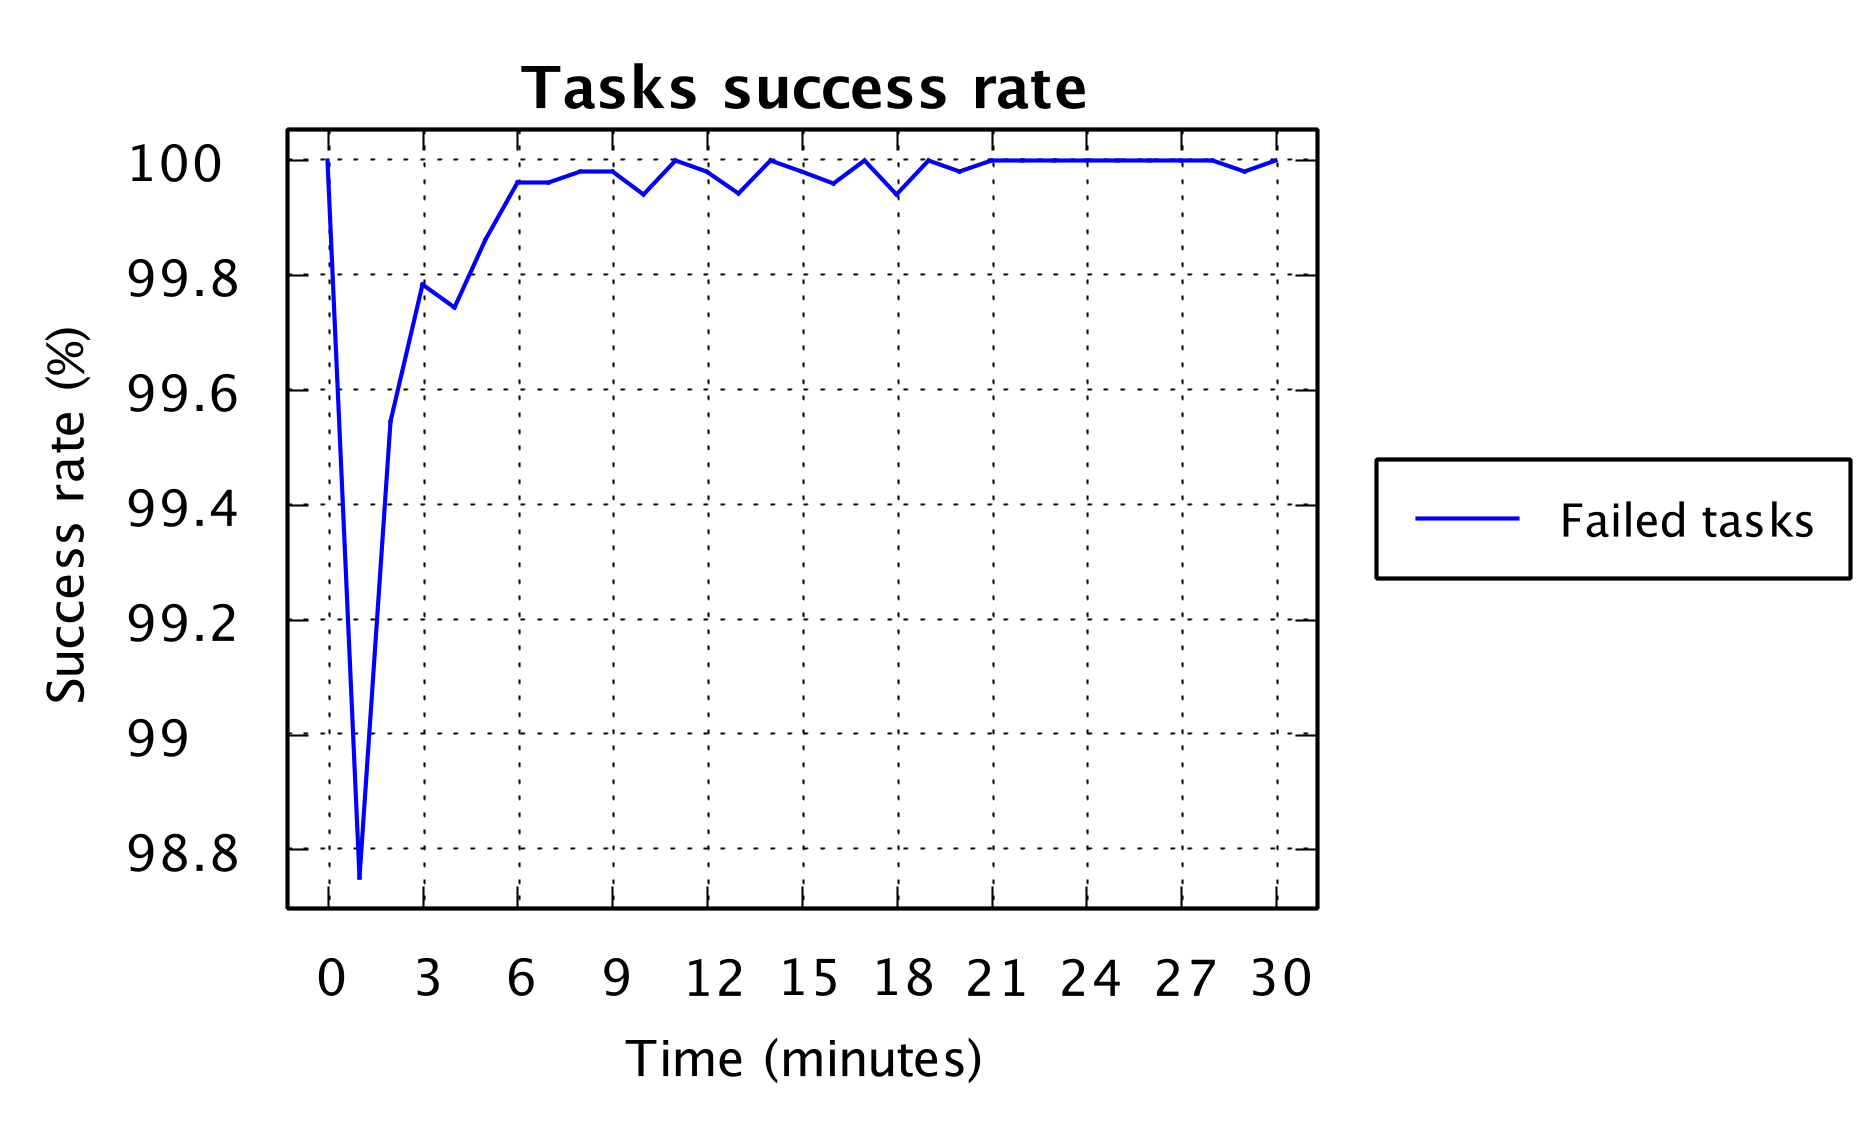 Tasks success rate
100
99.8
99.6
99.4
99.2
99
98.8
Success rate (%)
0 3 6 9 12 15 18 21 24 27 30
Time (minutes)
Failed tasks